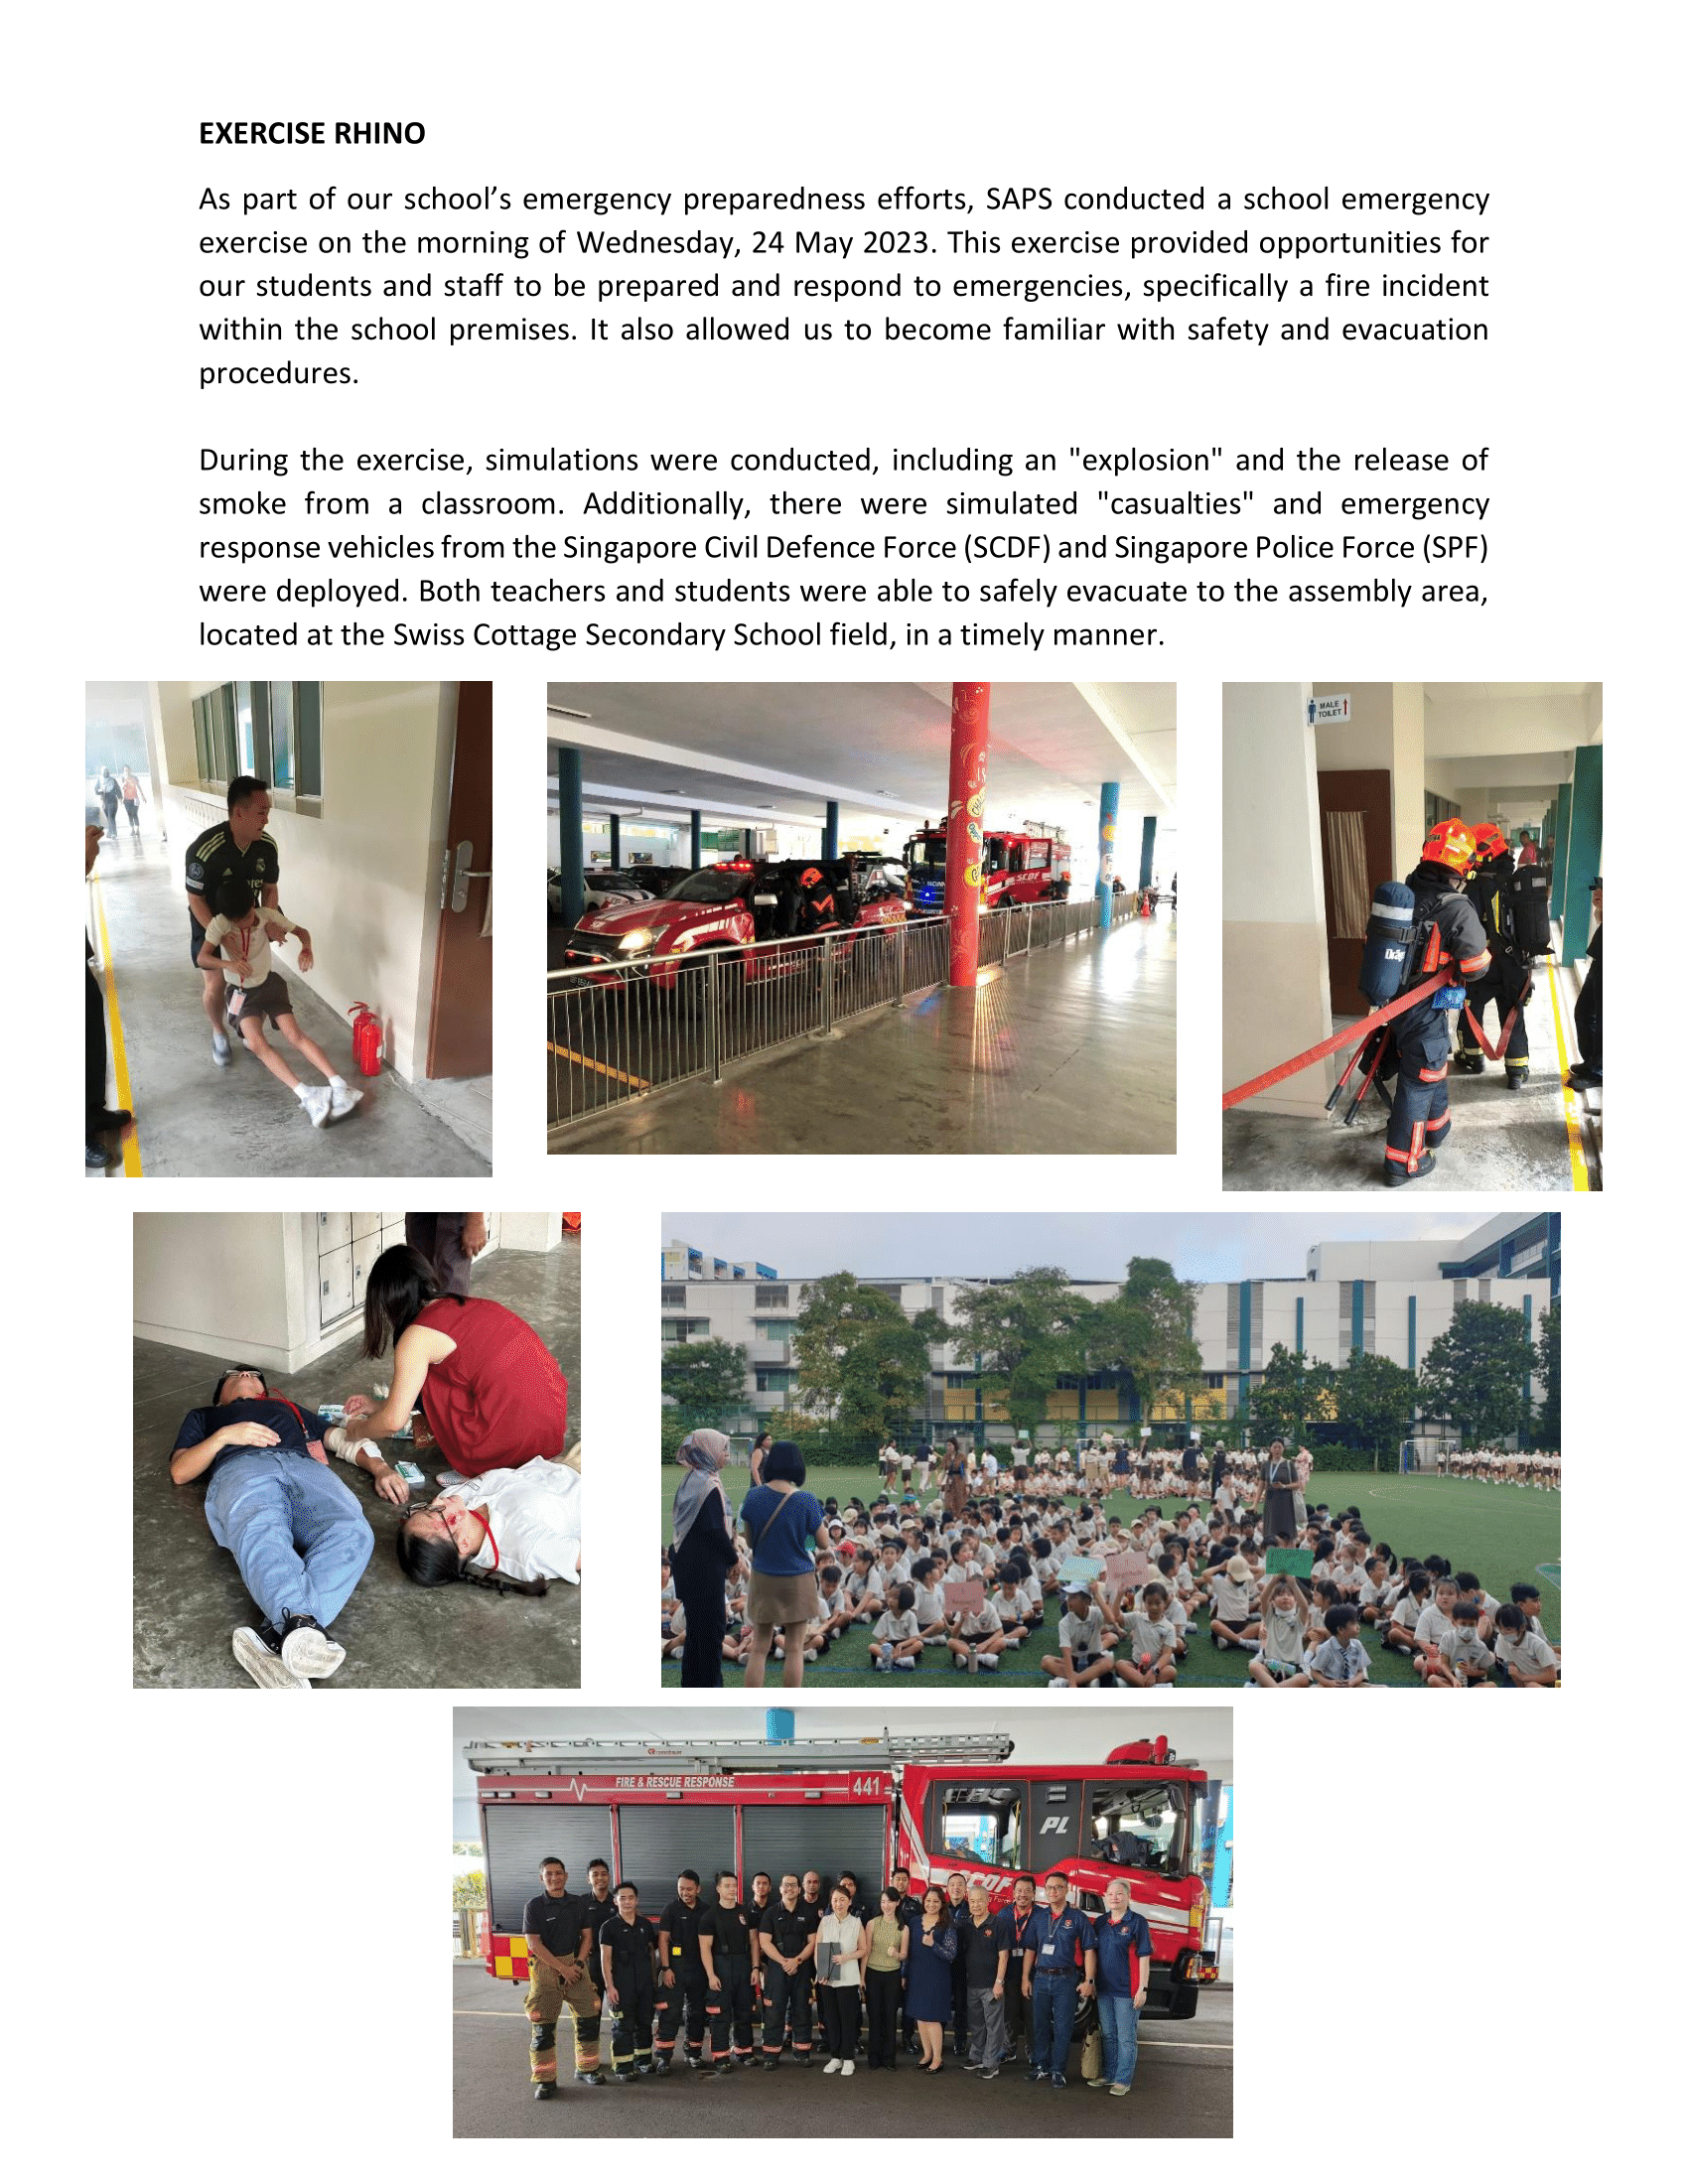 EXERCISE RHINO
As part of our school’s emergency preparedness efforts, SAPS conducted a school emergency
exercise on the morning of Wednesday, 24 May 2023. This exercise provided opportunities for
our students and staff to be prepared and respond to emergencies, specifically a fire incident
within the school premises. It also allowed us to become familiar with safety and evacuation
procedures.
During the exercise, simulations were conducted, including an "explosion" and the release of
smoke from a classroom. Additionally, there were simulated "casualties" and emergency
response vehicles from the Singapore Civil Defence Force (SCDF) and Singapore Police Force (SPF)
were deployed. Both teachers and students were able to safely evacuate to the assembly area,
located at the Swiss Cottage Secondary School field, in a timely manner.
SCDF
MALE
TOILET
FIRE & RESCUE RESPONSE
441
PL
SCDF